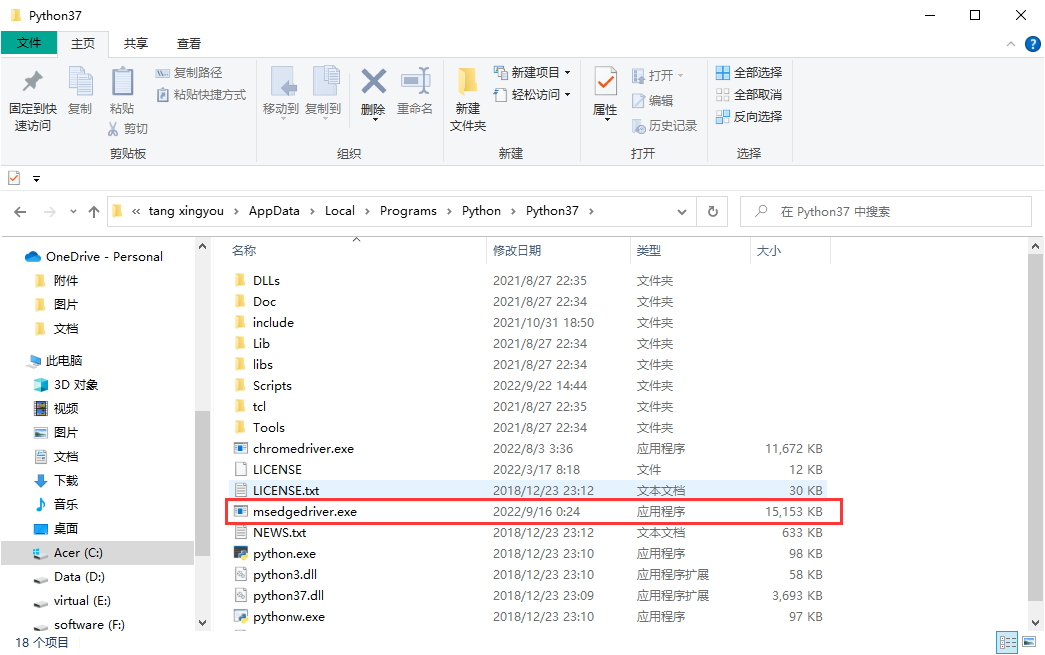 Python37
文件 主页 共享 查看
固定到快速访问
复制
粘贴
复制路径
粘贴快捷方式
剪切
剪贴板
移动到
复制到
删除
重命名
组织
新建文件夹
新建项目
轻松访问
新建
属性
打开
编辑
历史记录
打开
全部选择
全部取消
反向选择
选择
« tang xingyou › AppData › Local › Programs › Python › Python37 ›
在 Python37 中搜索
OneDrive - Personal
附件
图片
文档
此电脑
3D 对象
视频
图片
文档
下载
音乐
桌面
Acer (C:)
Data (D:)
virtual (E:)
software (F:)
名称 修改日期 类型 大小
DLLs 2021/8/27 22:35 文件夹
Doc 2021/8/27 22:34 文件夹
include 2021/10/31 18:50 文件夹
Lib 2021/8/27 22:34 文件夹
libs 2021/8/27 22:34 文件夹
Scripts 2022/9/22 14:44 文件夹
tcl 2021/8/27 22:35 文件夹
Tools 2021/8/27 22:34 文件夹
chromedriver.exe 2022/8/3 3:36 应用程序 11,672 KB
LICENSE 2022/3/17 8:18 文件 12 KB
LICENSE.txt 2018/12/23 23:12 文本文档 30 KB
msedgedriver.exe 2022/9/16 0:24 应用程序 15,153 KB
NEWS.txt 2018/12/23 23:12 文本文档 633 KB
python.exe 2018/12/23 23:10 应用程序 98 KB
python3.dll 2018/12/23 23:10 应用程序扩展 58 KB
python37.dll 2018/12/23 23:09 应用程序扩展 3,693 KB
pythonw.exe 2018/12/23 23:10 应用程序 97 KB
18 个项目